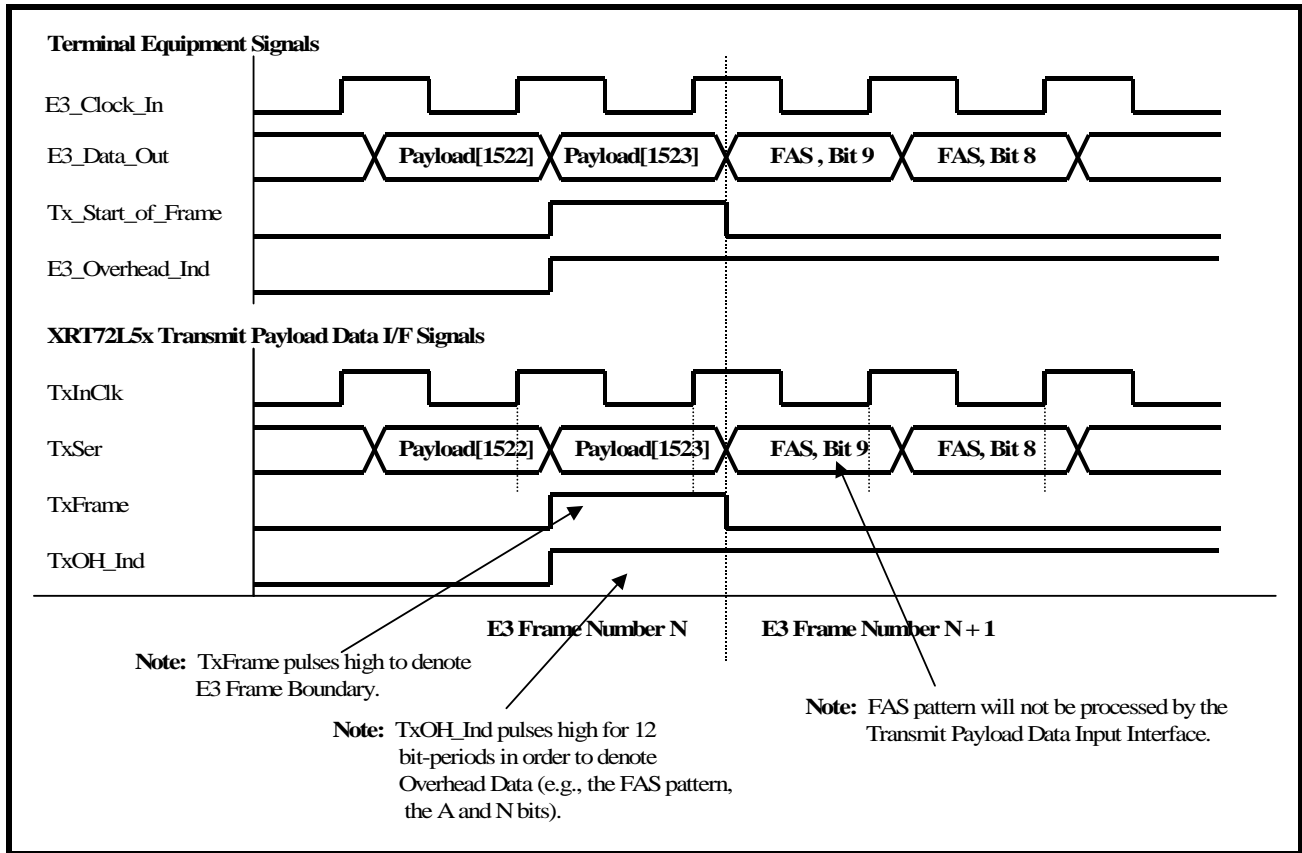 Terminal Equipment Signals
E3_Clock_In
E3_Data_Out
Payload[1522]
Payload[1523]
FAS , Bit 9
FAS, Bit 8
Tx_Start_of_Frame
E3_Overhead_Ind
XRT72L5x Transmit Payload Data I/F Signals
TxInClk
TxSer
Payload[1522]
Payload[1523]
FAS, Bit 9
FAS, Bit 8
TxFrame
TxOH_Ind
E3 Frame Number N
E3 Frame Number N + 1
Note: TxFrame pulses high to denote
E3 Frame Boundary.
Note: TxOH_Ind pulses high for 12
bit-periods in order to denote
Overhead Data (e.g., the FAS pattern,
the A and N bits).
Note: FAS pattern will not be processed by the
Transmit Payload Data Input Interface.